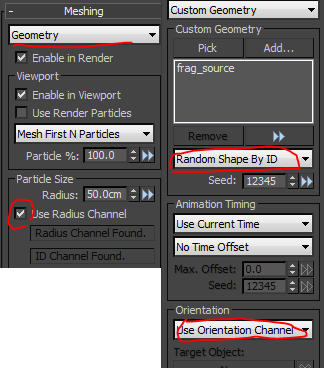 - Meshing
Geometry
Enable in Render
Viewport
Enable in Viewport
Use Render Particles
Mesh First N Particles
Particle %: 100.0
Particle Size
Radius: 50.0cm
Use Radius Channel
Radius Channel Found.
ID Channel Found.
Custom Geometry
Custom Geometry
Pick Add...
frag_source
Remove
Random Shape By ID
Seed: 12345
Animation Timing
Use Current Time
No Time Offset
Max. Offset: 0.0
Seed: 12345
Orientation
Use Orientation Channel
Target Object: